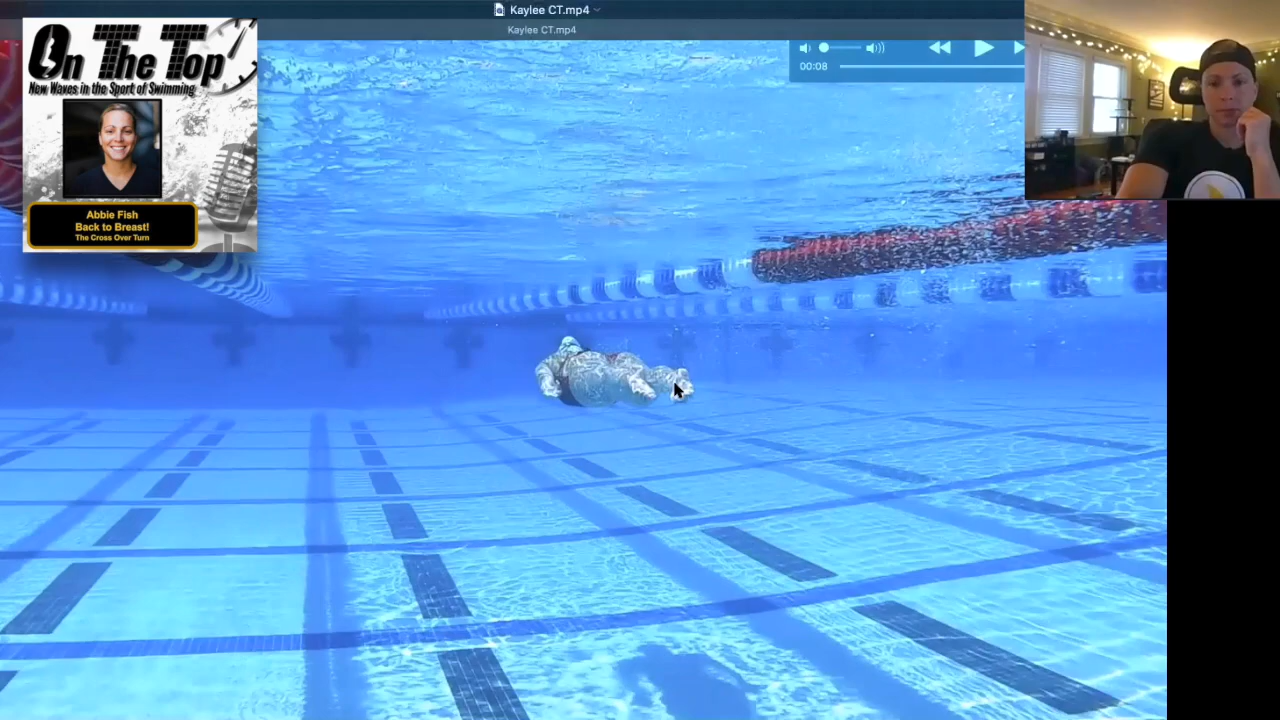 Kaylee CT.mp4
Kaylee CT.mp4
On The Top
New Waves in the Sport of Swimming
Abbie Fish
Back to Breast!
The Cross Over Turn
00:08